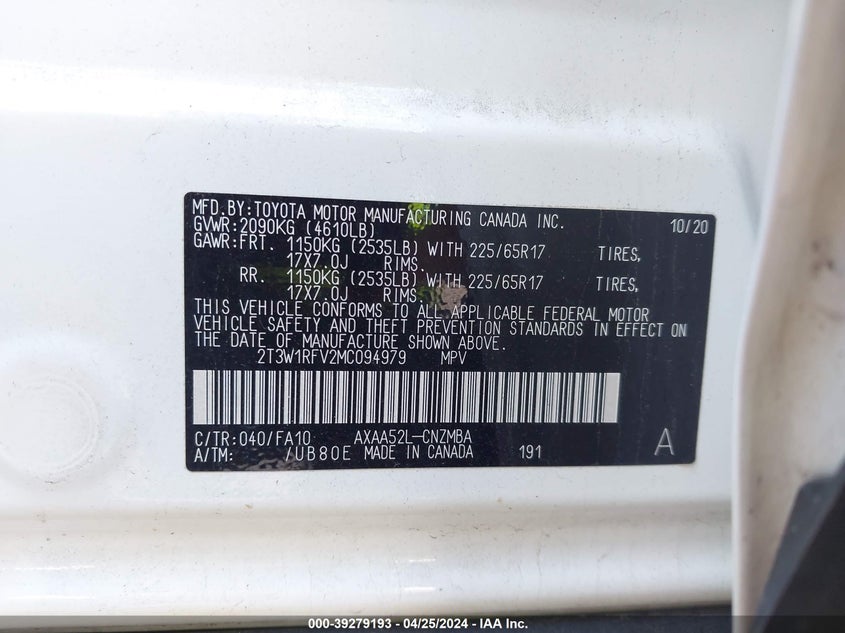 MFD.BY:TOYOTA MOTOR MANUFACTURING CANADA INC. 10/20
GVWR:2090KG (4610LB)
GAWR:FRT. 1150KG (2535LB) WITH 225/65R17 TIRES,
17X7.0J RIMS.
RR. 1150KG (2535LB) WITH 225/65R17 TIRES,
17X7.0J RIMS.
THIS VEHICLE CONFORMS TO ALL APPLICABLE FEDERAL MOTOR
VEHICLE SAFETY AND THEFT PREVENTION STANDARDS IN EFFECT ON
THE DATE OF MANUFACTURE SHOWN ABOVE.
2T3W1RFV2MC094979 MPV
C/TR:040/FA10 AXAA52L-CNZMBA
A/TM: /UB80E MADE IN CANADA 191 A
000-39279193 - 04/25/2024 - IAA Inc.